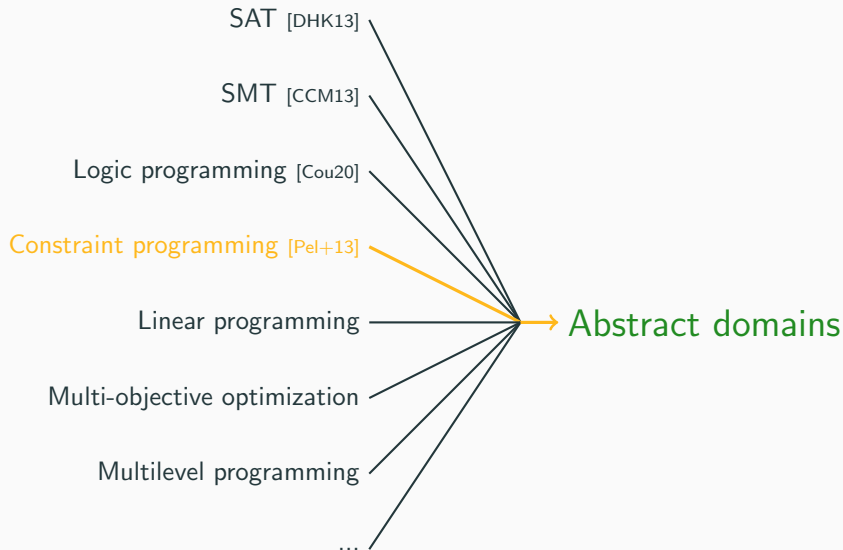 SAT [DHK13]
SMT [CCM13]
Logic programming [Cou20]
Constraint programming [Pel+13]
Linear programming
Abstract domains
Multi-objective optimization
Multilevel programming
...